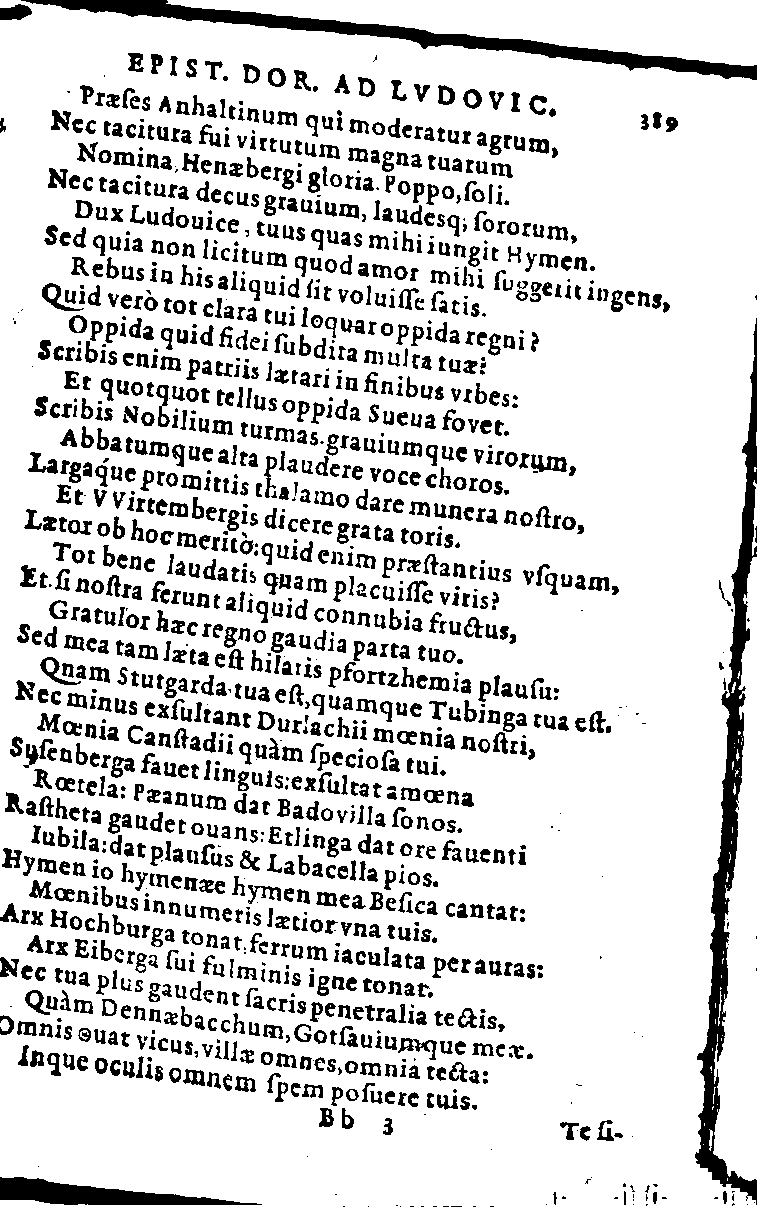 EPIST. DOR. AD LVDOVIC. 389
Præſes Anhaltinum qui moderatur agrum,
Nec tacitura fui virtutum magna tuarum
Nomina, Henæbergi gloria. Poppo, ſoli.
Nec tacitura decus grauium, laudesq; ſororum,
Dux Ludouice, tuus quas mihi iungit Hymen.
Sed quia non licitum quod amor mihi ſuggerit ingens,
Rebus in his aliquid ſit voluiſſe ſatis.
Quid verò tot clara tui loquar oppida regni?
Oppida quid fidei ſubdita multa tuæ?
Scribis enim patriis lætari in finibus vrbes:
Et quotquot tellus oppida Sueua fovet.
Scribis Nobilium turmas. grauiumque virorum,
Abbatumque alta plaudere voce choros.
Largaq́ue promittis thalamo dare munera noſtro,
Et VVirtembergis dicere grata toris.
Lætor ob hoc meritò: quid enim præſtantius vſquam,
Tot bene laudatis quam placuiſſe viris?
Et. ſi noſtra ferunt aliquid connubia fructus,
Gratulor hæc regno gaudia parta tuo.
Sed mea tam læta eſt hilaris pfortzhemia plauſu:
Qnam Stutgarda tua eſt, quamque Tubinga tua eſt.
Nec minus exſultant Durlachii mœnia noſtri,
Mœnia Canſtadii quàm ſpecioſa tui.
Syſenberga fauet linguis: exſultat amœna
Rœtela: Pæanum dat Badovilla ſonos.
Raſtheta gaudet ouans: Etlinga dat ore fauenti
Iubila: dat plauſus & Labacella pios.
Hymen io hymenæe hymen mea Beſica cantat:
Mœnibus innumeris lætior vna tuis.
Arx Hochburga tonat, ferrum iaculata per auras:
Arx Eiberga ſui fulminis igne tonat.
Nec tua plus gaudent ſacris penetralia tectis,
Quàm Dennæbacchum, Gotſauiumque meæ.
Omnis ouat vicus, villæ omnes, omnia tecta:
Inque oculis omnem ſpem poſuere tuis.
Bb 3 Te ſi-